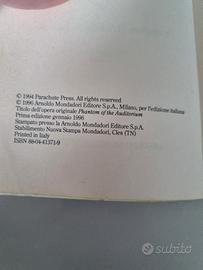 © 1994 Parachute Press. All rights reserved
© 1996 Arnoldo Mondadori Editore S.p.A., Milano, per l'edizione italiana
Titolo dell'opera originale Phantom of the Auditorium
Prima edizione gennaio 1996
Stampato presso la Arnoldo Mondadori Editore S.p.A.
Stabilimento Nuova Stampa Mondadori, Cles (TN)
Printed in Italy
ISBN 88-04-41371-9
subito